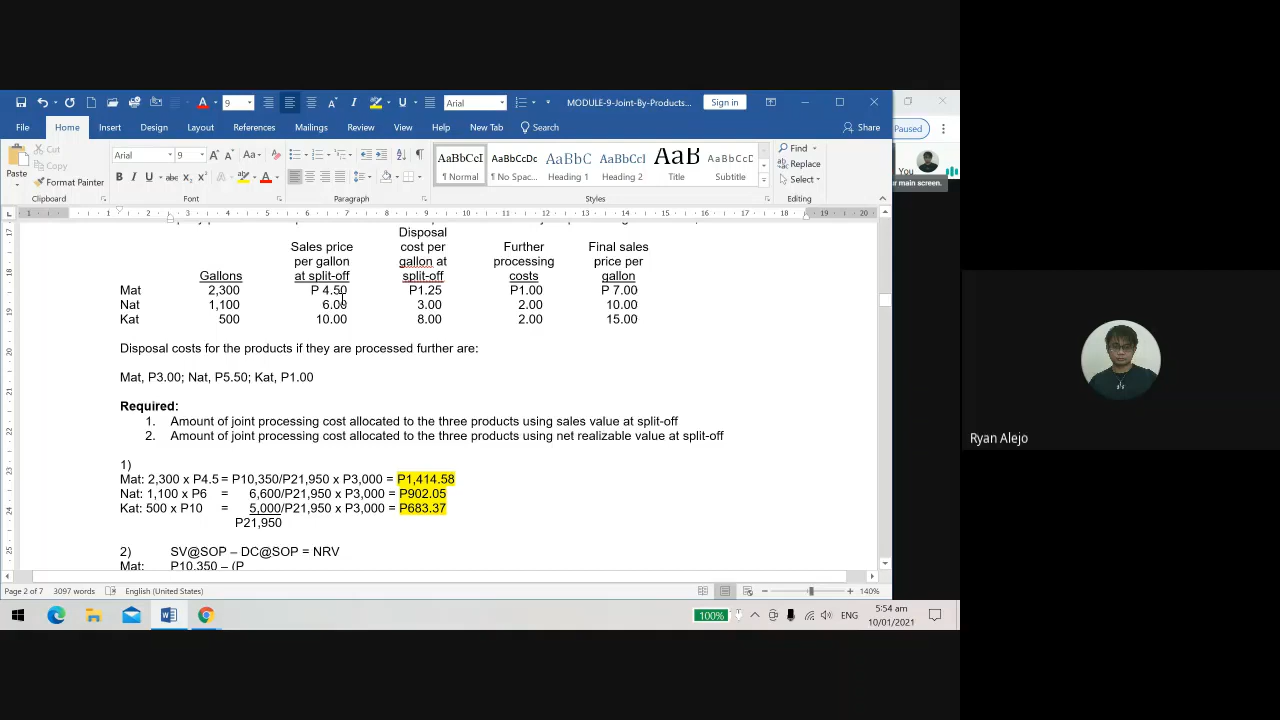 9
Arial
MODULE-9-Joint-By-Products...
Sign in
File Home Insert Design Layout References Mailings Review View Help New Tab Search
Share
Paused
Paste
Cut
Copy
Format Painter
Arial 9
AaBbCcI AaBbCcDc AaBbC AaBbCcI AaB AaBbCcD
¶ Normal ¶ No Spac... Heading 1 Heading 2 Title Subtitle
Find
Replace
Select
You
ur main screen.
Clipboard Font Paragraph Styles Editing
Disposal
Sales price cost per Further Final sales
per gallon gallon at processing price per
Gallons at split-off split-off costs gallon
Mat 2,300 P 4.50 P1.25 P1.00 P 7.00
Nat 1,100 6.00 3.00 2.00 10.00
Kat 500 10.00 8.00 2.00 15.00
Disposal costs for the products if they are processed further are:
Mat, P3.00; Nat, P5.50; Kat, P1.00
Required:
1. Amount of joint processing cost allocated to the three products using sales value at split-off
2. Amount of joint processing cost allocated to the three products using net realizable value at split-off
1)
Mat: 2,300 x P4.5 = P10,350/P21,950 x P3,000 = P1,414.58
Nat: 1,100 x P6 = 6,600/P21,950 x P3,000 = P902.05
Kat: 500 x P10 = 5,000/P21,950 x P3,000 = P683.37
P21,950
2) SV@SOP – DC@SOP = NRV
Mat: P10,350 – (P
Page 2 of 7 3097 words English (United States) 140%
100% ENG 5:54 am
10/01/2021
Ryan Alejo